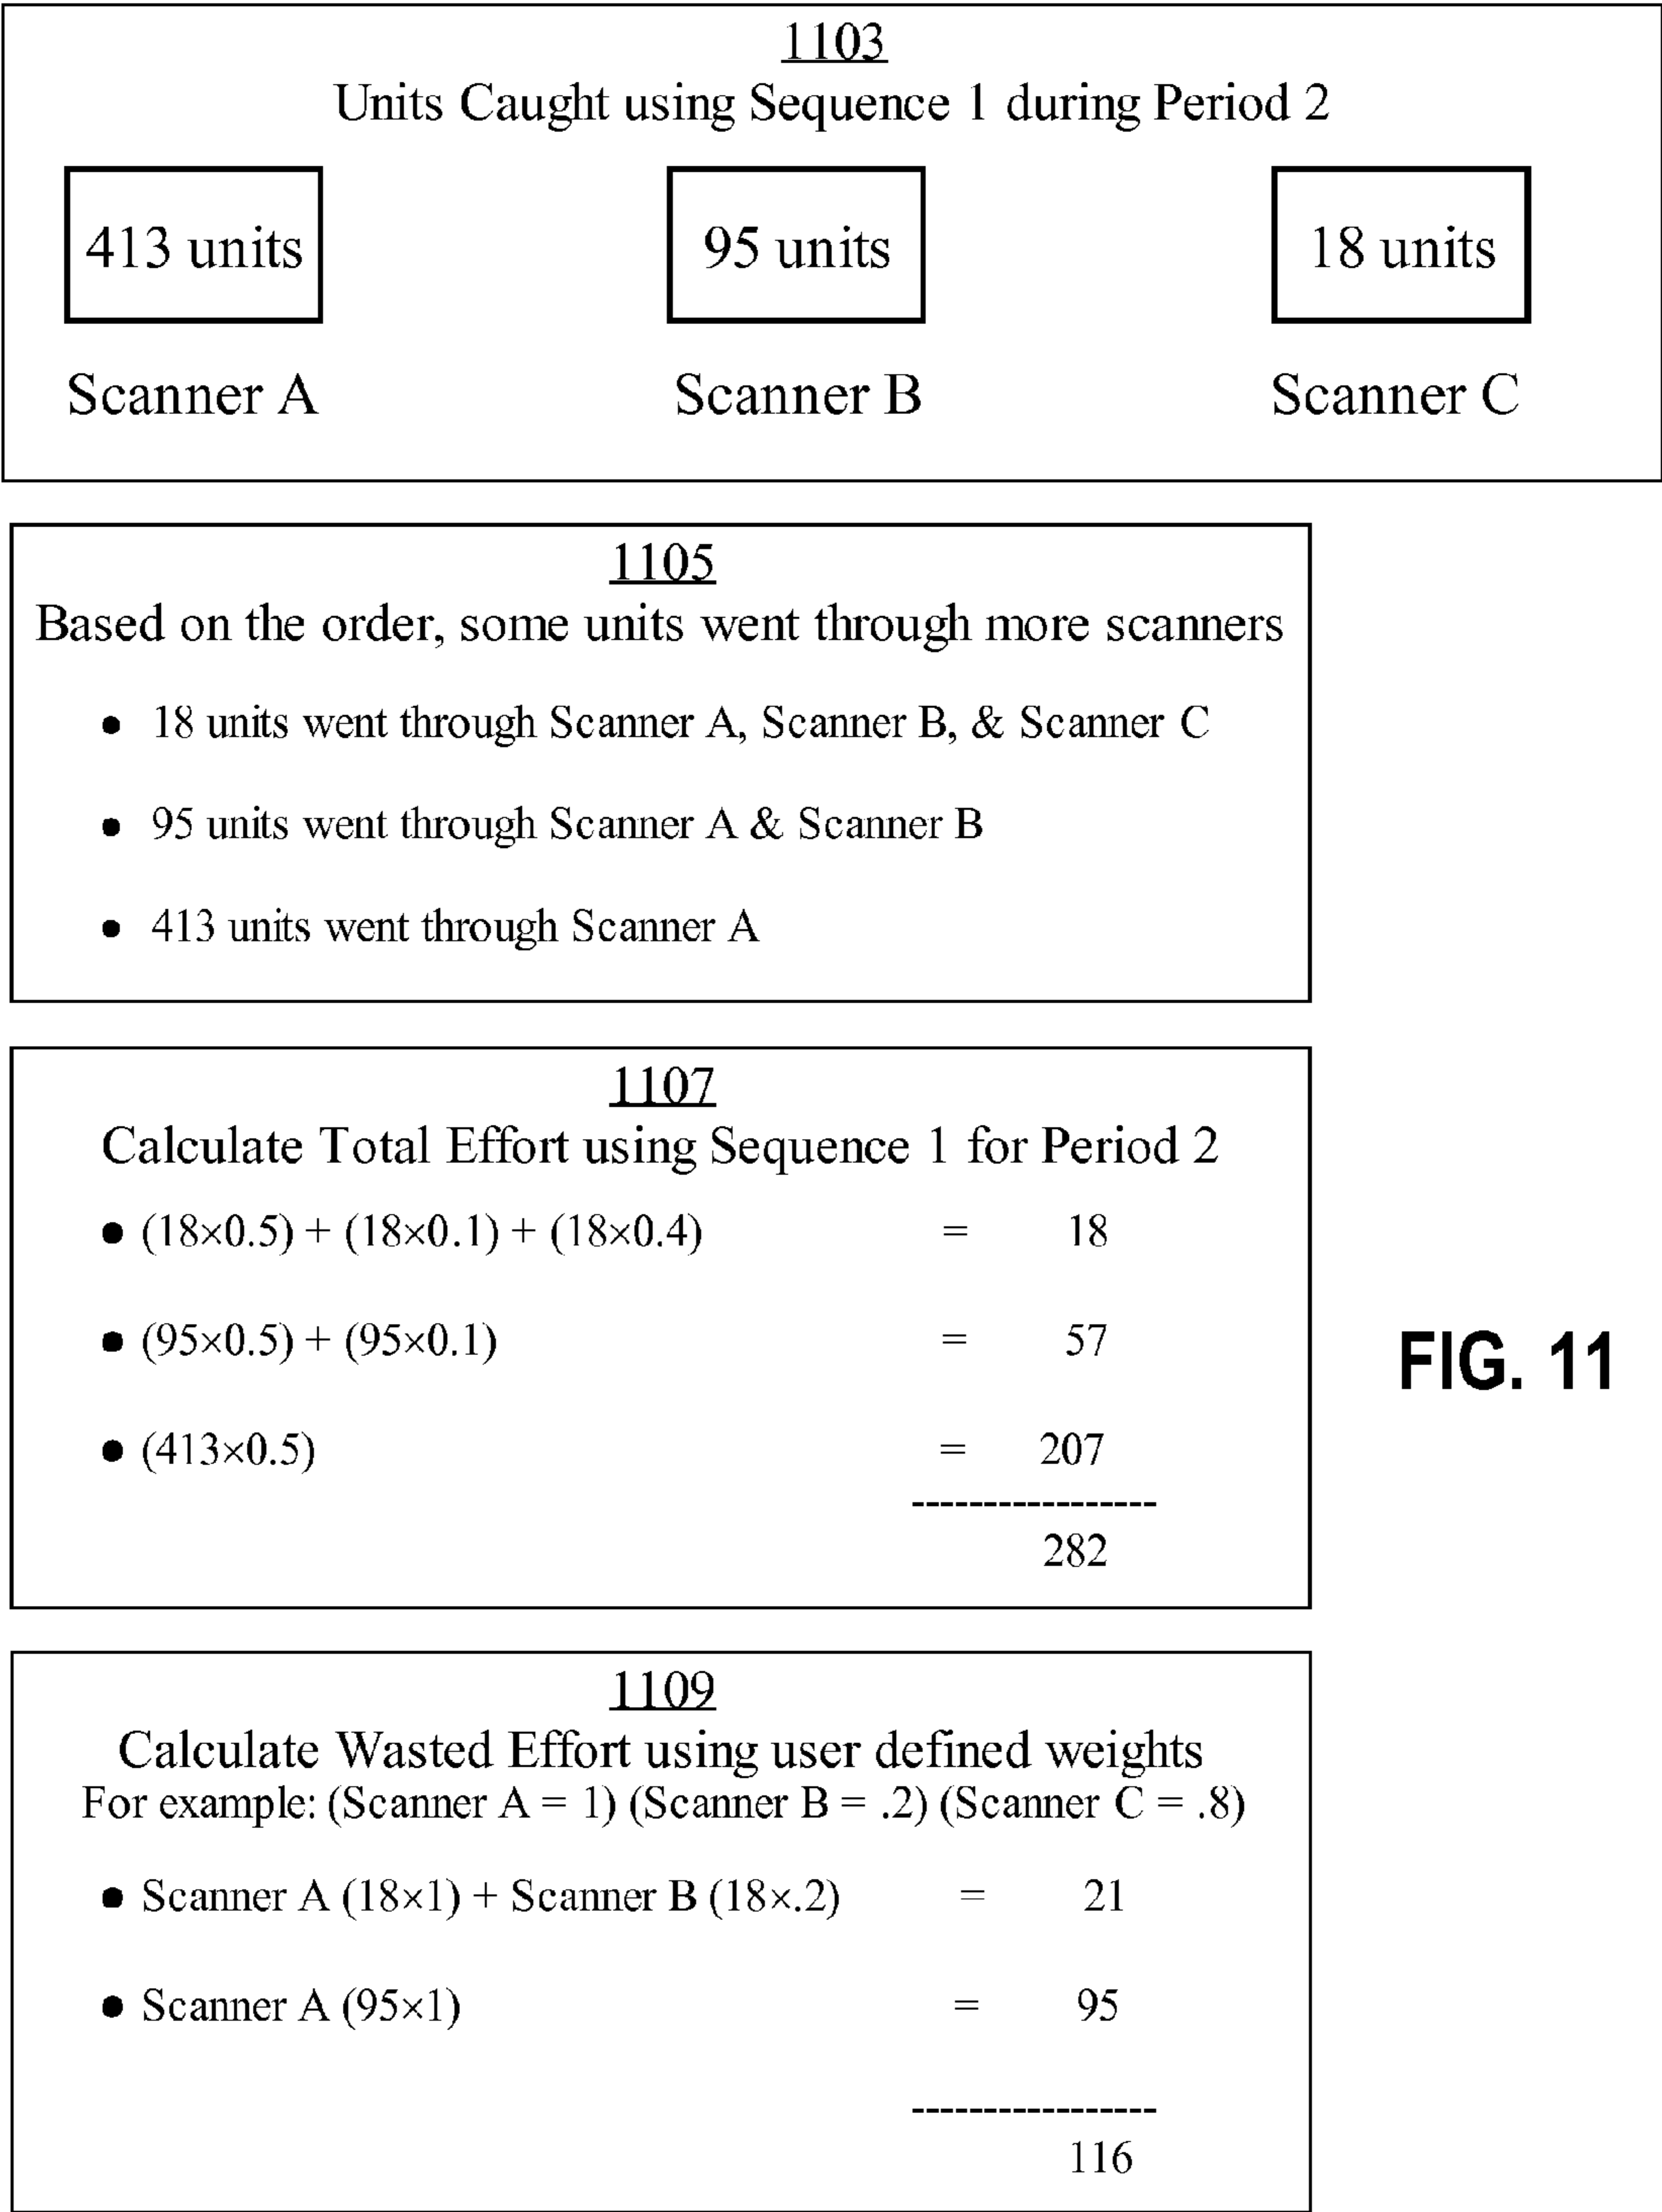 1103
Units Caught using Sequence 1 during Period 2
413 units 95 units 18 units
Scanner A Scanner B Scanner C
1105
Based on the order, some units went through more scanners
● 18 units went through Scanner A, Scanner B, & Scanner C
● 95 units went through Scanner A & Scanner B
● 413 units went through Scanner A
1107
Calculate Total Effort using Sequence 1 for Period 2
● (18×0.5) + (18×0.1) + (18×0.4) = 18
● (95×0.5) + (95×0.1) = 57
● (413×0.5) = 207
-----------------
282
FIG. 11
1109
Calculate Wasted Effort using user defined weights
For example: (Scanner A = 1) (Scanner B = .2) (Scanner C = .8)
● Scanner A (18×1) + Scanner B (18×.2) = 21
● Scanner A (95×1) = 95
-----------------
116